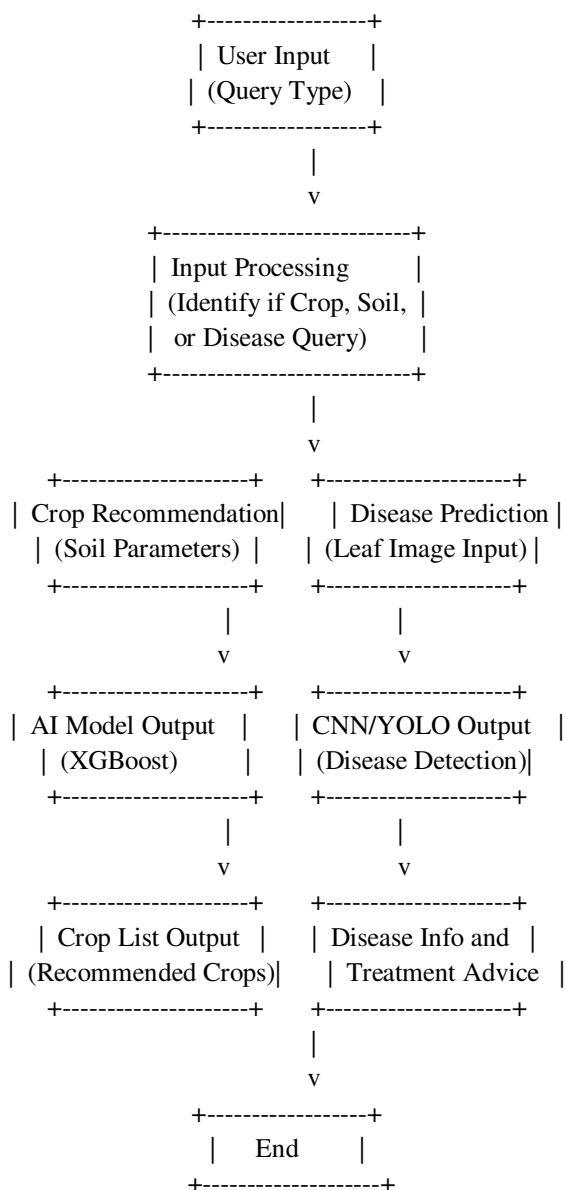 +------------------+
| User Input |
| (Query Type) |
+------------------+
|
v
+----------------------------+
| Input Processing |
| (Identify if Crop, Soil, |
| or Disease Query) |
+----------------------------+
|
v
+---------------------+ +---------------------+
| Crop Recommendation| | Disease Prediction |
| (Soil Parameters) | | (Leaf Image Input) |
+---------------------+ +---------------------+
| |
v v
+---------------------+ +---------------------+
| AI Model Output | | CNN/YOLO Output |
| (XGBoost) | | (Disease Detection)|
+---------------------+ +---------------------+
| |
v v
+---------------------+ +---------------------+
| Crop List Output | | Disease Info and |
| (Recommended Crops)| | Treatment Advice |
+---------------------+ +---------------------+
|
v
+------------------+
| End |
+--------------------+